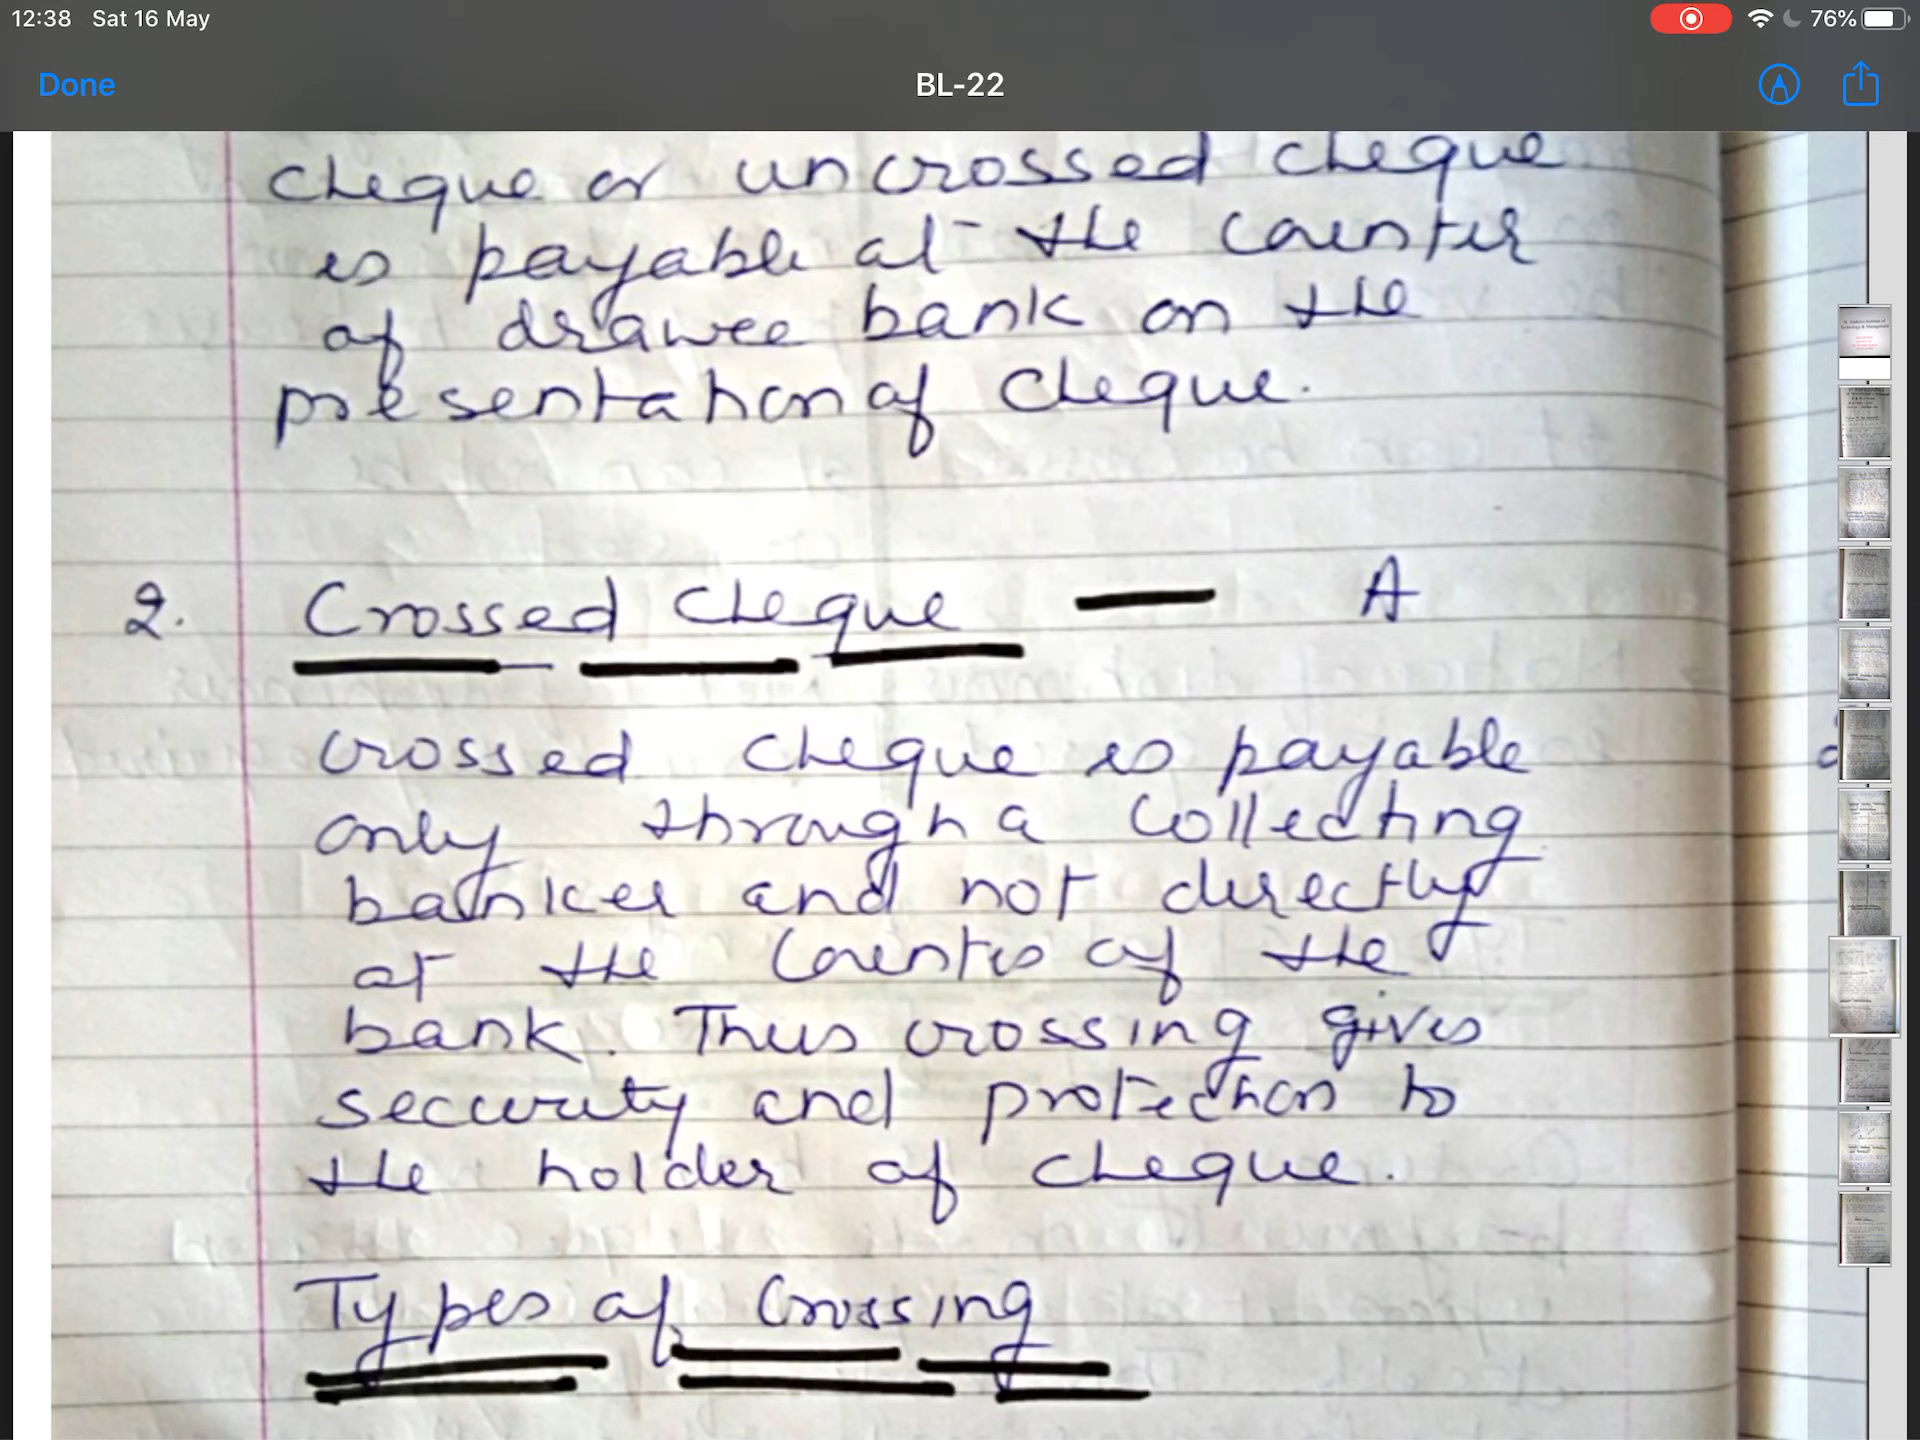 12:38 Sat 16 May 76%
Done BL-22
cheque or uncrossed cheque
is payable at the counter
of drawee bank on the
presentation of cheque.
2. Crossed Cheque — A
crossed cheque is payable
only through a collecting
banker and not directly
at the counter of the
bank. Thus crossing gives
security and protection to
the holder of cheque.
Types of Crossing